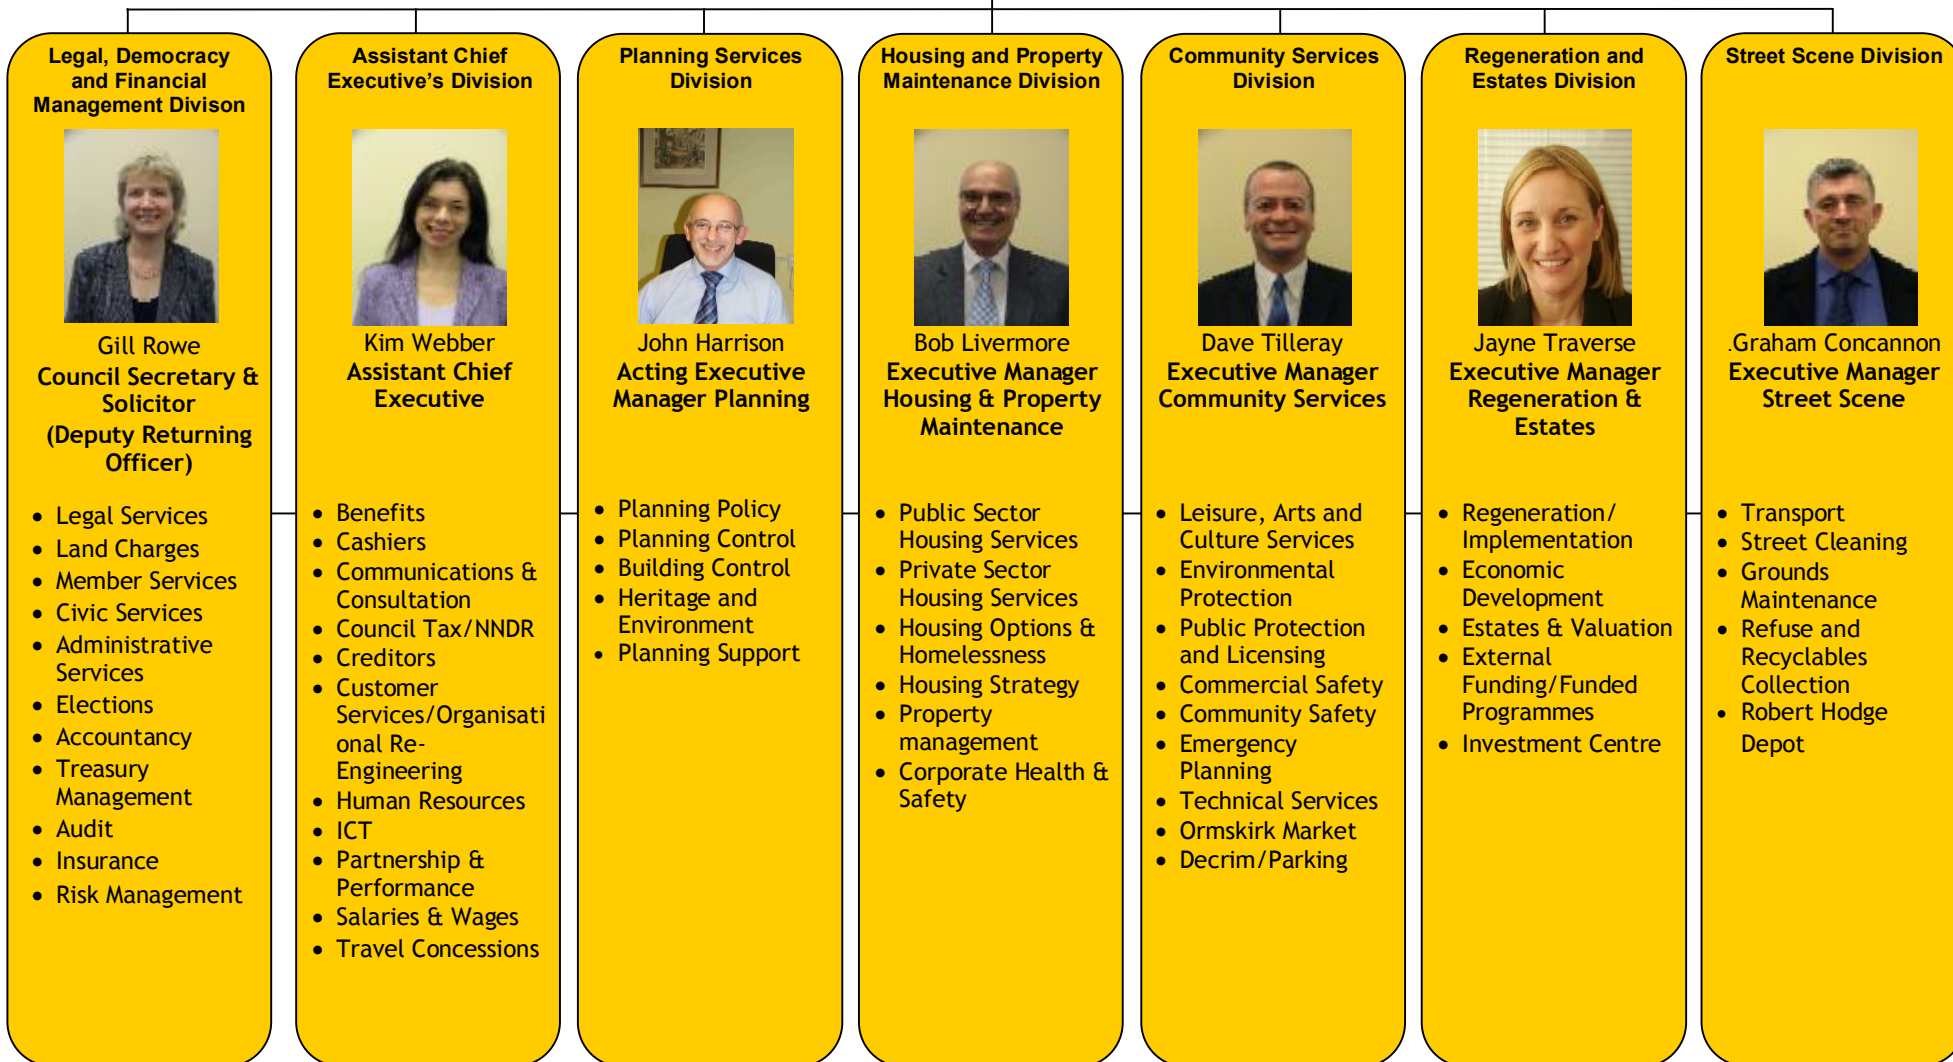 Legal, Democracy
and Financial
Management Divison
Gill Rowe
Council Secretary &
Solicitor
(Deputy Returning
Officer)
• Legal Services
• Land Charges
• Member Services
• Civic Services
• Administrative
Services
• Elections
• Accountancy
• Treasury
Management
• Audit
• Insurance
• Risk Management
Assistant Chief
Executive’s Division
Kim Webber
Assistant Chief
Executive
• Benefits
• Cashiers
• Communications &
Consultation
• Council Tax/NNDR
• Creditors
• Customer
Services/Organisati
onal Re-
Engineering
• Human Resources
• ICT
• Partnership &
Performance
• Salaries & Wages
• Travel Concessions
Planning Services
Division
John Harrison
Acting Executive
Manager Planning
• Planning Policy
• Planning Control
• Building Control
• Heritage and
Environment
• Planning Support
Housing and Property
Maintenance Division
Bob Livermore
Executive Manager
Housing & Property
Maintenance
• Public Sector
Housing Services
• Private Sector
Housing Services
• Housing Options &
Homelessness
• Housing Strategy
• Property
management
• Corporate Health &
Safety
Community Services
Division
Dave Tilleray
Executive Manager
Community Services
• Leisure, Arts and
Culture Services
• Environmental
Protection
• Public Protection
and Licensing
• Commercial Safety
• Community Safety
• Emergency
Planning
• Technical Services
• Ormskirk Market
• Decrim/Parking
Regeneration and
Estates Division
Jayne Traverse
Executive Manager
Regeneration &
Estates
• Regeneration/
Implementation
• Economic
Development
• Estates & Valuation
• External
Funding/Funded
Programmes
• Investment Centre
Street Scene Division
.Graham Concannon
Executive Manager
Street Scene
• Transport
• Street Cleaning
• Grounds
Maintenance
• Refuse and
Recyclables
Collection
• Robert Hodge
Depot